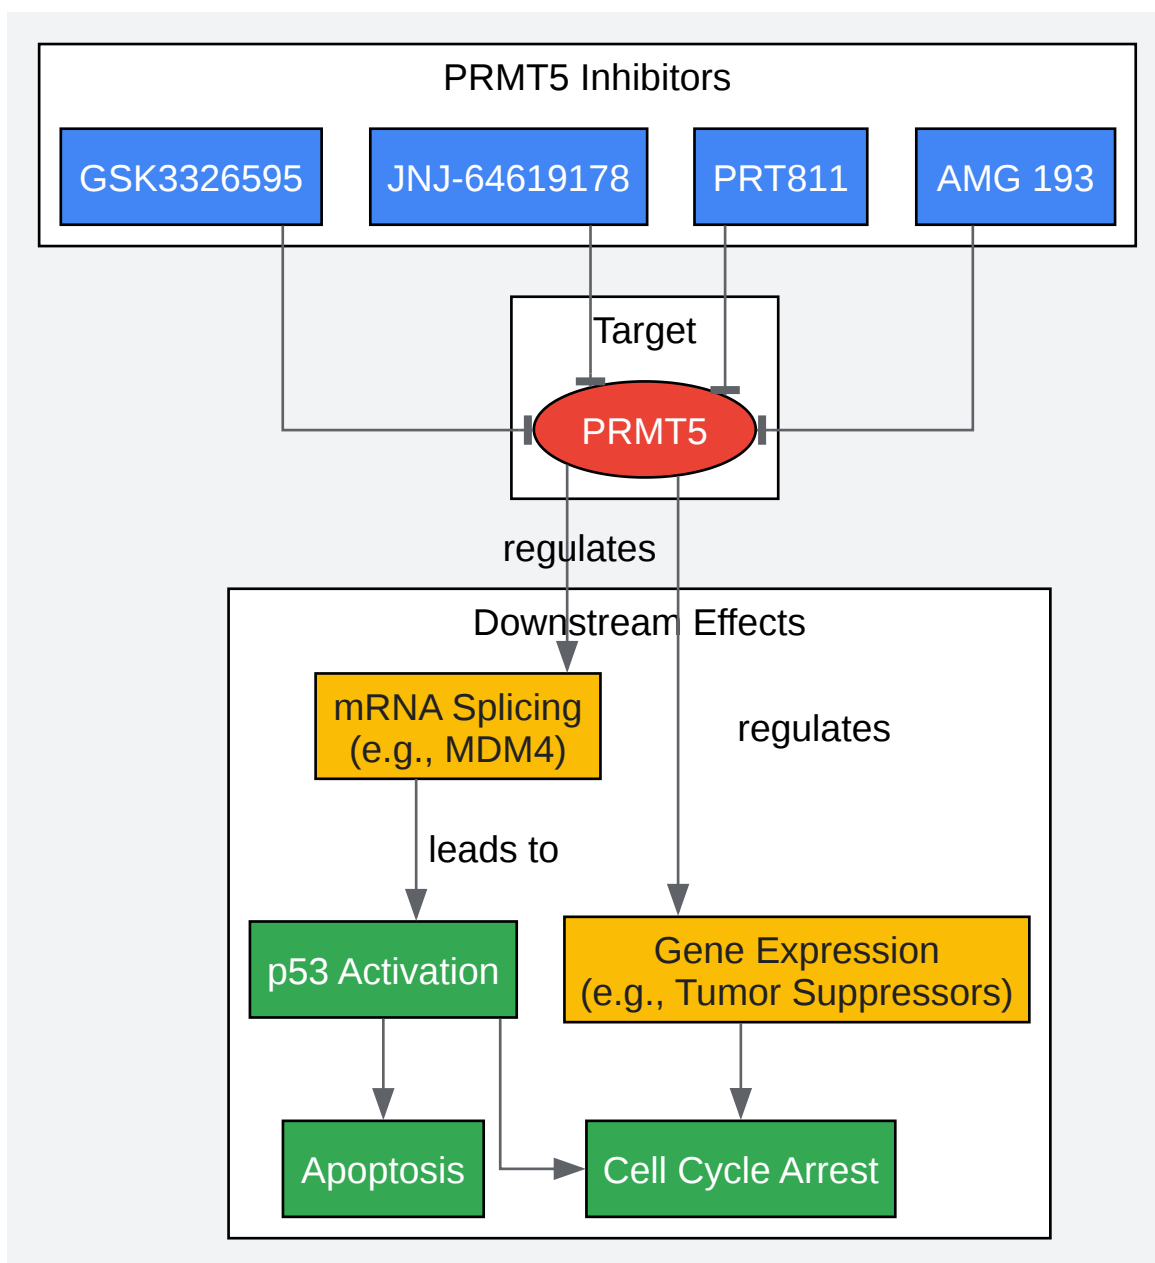 PRMT5 Inhibitors
GSK3326595
JNJ-64619178
PRT811
AMG 193
Target
PRMT5
regulates
Downstream Effects
mRNA Splicing
(e.g., MDM4)
regulates
leads to
p53 Activation
Gene Expression
(e.g., Tumor Suppressors)
Apoptosis
Cell Cycle Arrest